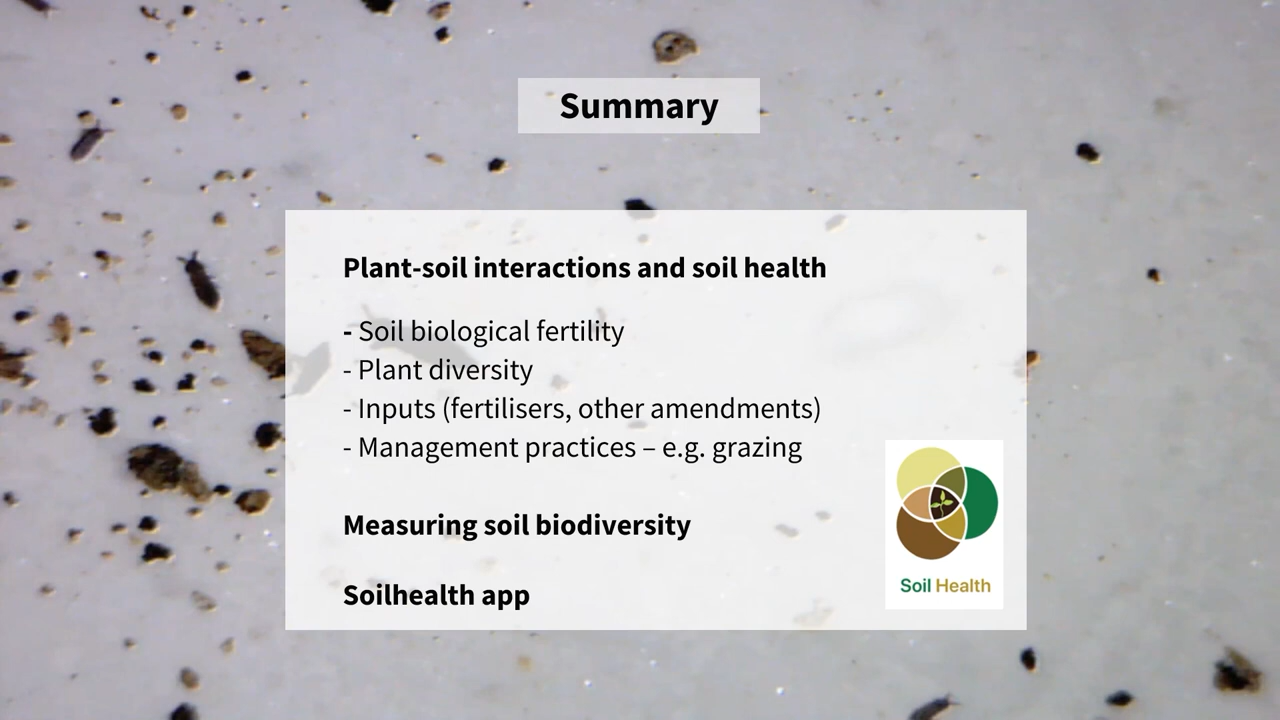 Summary
Plant-soil interactions and soil health
- Soil biological fertility
- Plant diversity
- Inputs (fertilisers, other amendments)
- Management practices – e.g. grazing
Measuring soil biodiversity
Soilhealth app
Soil Health